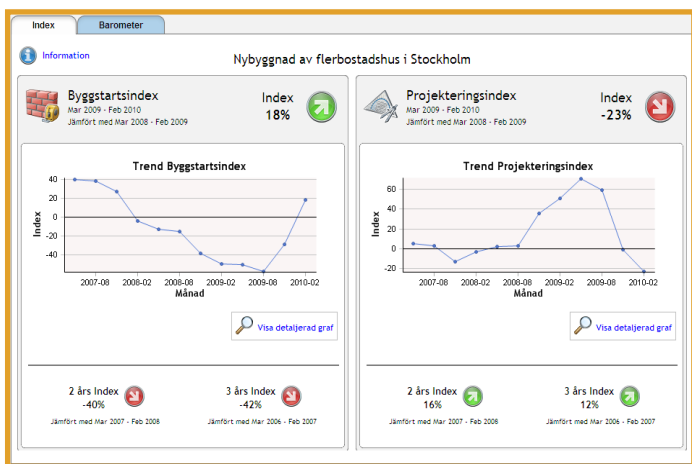 Index
Barometer
Information
Nybyggnad av flerbostadshus i Stockholm
Byggstartsindex
Mar 2009 - Feb 2010
Jämfört med Mar 2008 - Feb 2009
Index
18%
Trend Byggstartsindex
Index
40
20
0
-20
-40
2007-08 2008-02 2008-08 2009-02 2009-08 2010-02
Månad
Visa detaljerad graf
2 års Index
-40%
Jämfört med Mar 2007 - Feb 2008
3 års Index
-42%
Jämfört med Mar 2006 - Feb 2007
Projekteringsindex
Mar 2009 - Feb 2010
Jämfört med Mar 2008 - Feb 2009
Index
-23%
Trend Projekteringsindex
Index
60
40
20
0
-20
2007-08 2008-02 2008-08 2009-02 2009-08 2010-02
Månad
Visa detaljerad graf
2 års Index
16%
Jämfört med Mar 2007 - Feb 2008
3 års Index
12%
Jämfört med Mar 2006 - Feb 2007